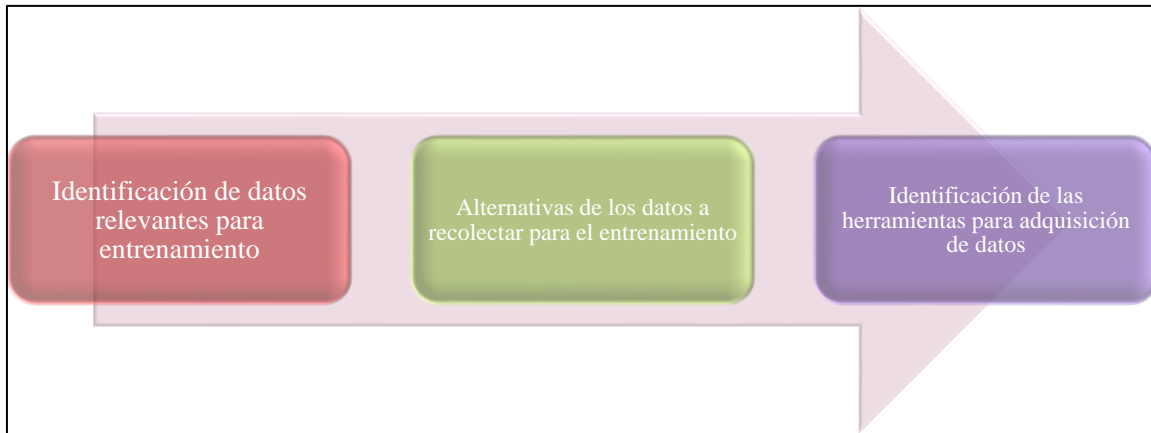 Identificación de datos
relevantes para
entrenamiento
Alternativas de los datos a
recolectar para el entrenamiento
Identificación de las
herramientas para adquisición
de datos